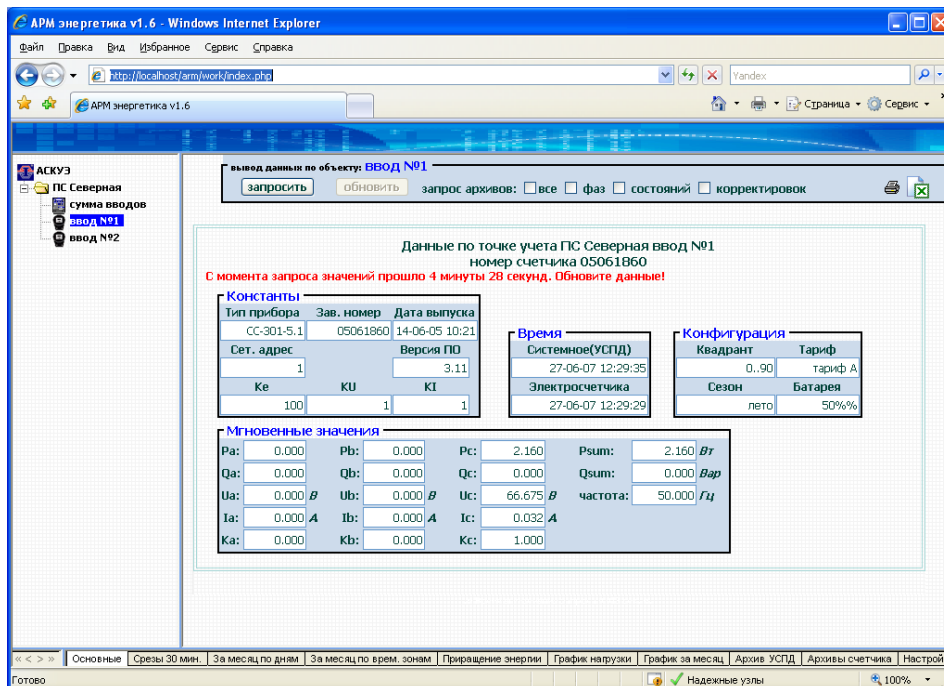 АРМ энергетика v1.6 - Windows Internet Explorer
Файл Правка Вид Избранное Сервис Справка
http://localhost/arm/work/index.php
Yandex
АРМ энергетика v1.6
Страница
Сервис
АСКУЭ
ПС Северная
сумма вводов
ввод №1
ввод №2
вывод данных по объекту: ввод №1
запросить обновить запрос архивов: все фаз состояний корректировок
Данные по точке учета ПС Северная ввод №1
номер счетчика 05061860
С момента запроса значений прошло 4 минуты 28 секунд. Обновите данные!
Константы
Тип прибора Зав. номер Дата выпуска
СС-301-5.1 05061860 14-06-05 10:21
Сет. адрес Версия ПО
1 3.11
Ke KU KI
100 1 1
Время
Системное(УСПД)
27-06-07 12:29:35
Электросчетчика
27-06-07 12:29:29
Конфигурация
Квадрант Тариф
0..90 тариф А
Сезон Батарея
лето 50%%
Мгновенные значения
Pa: 0.000 Pb: 0.000 Pc: 2.160 Psum: 2.160 Вт
Qa: 0.000 Qb: 0.000 Qc: 0.000 Qsum: 0.000 Вар
Ua: 0.000 В Ub: 0.000 В Uc: 66.675 В частота: 50.000 Гц
Ia: 0.000 А Ib: 0.000 А Ic: 0.032 А
Ka: 0.000 Kb: 0.000 Kc: 1.000
« < > » Основные Срезы 30 мин. За месяц по дням За месяц по врем. зонам Приращение энергии График нагрузки График за месяц Архив УСПД Архивы счетчика Настрой
Готово Надежные узлы 100%